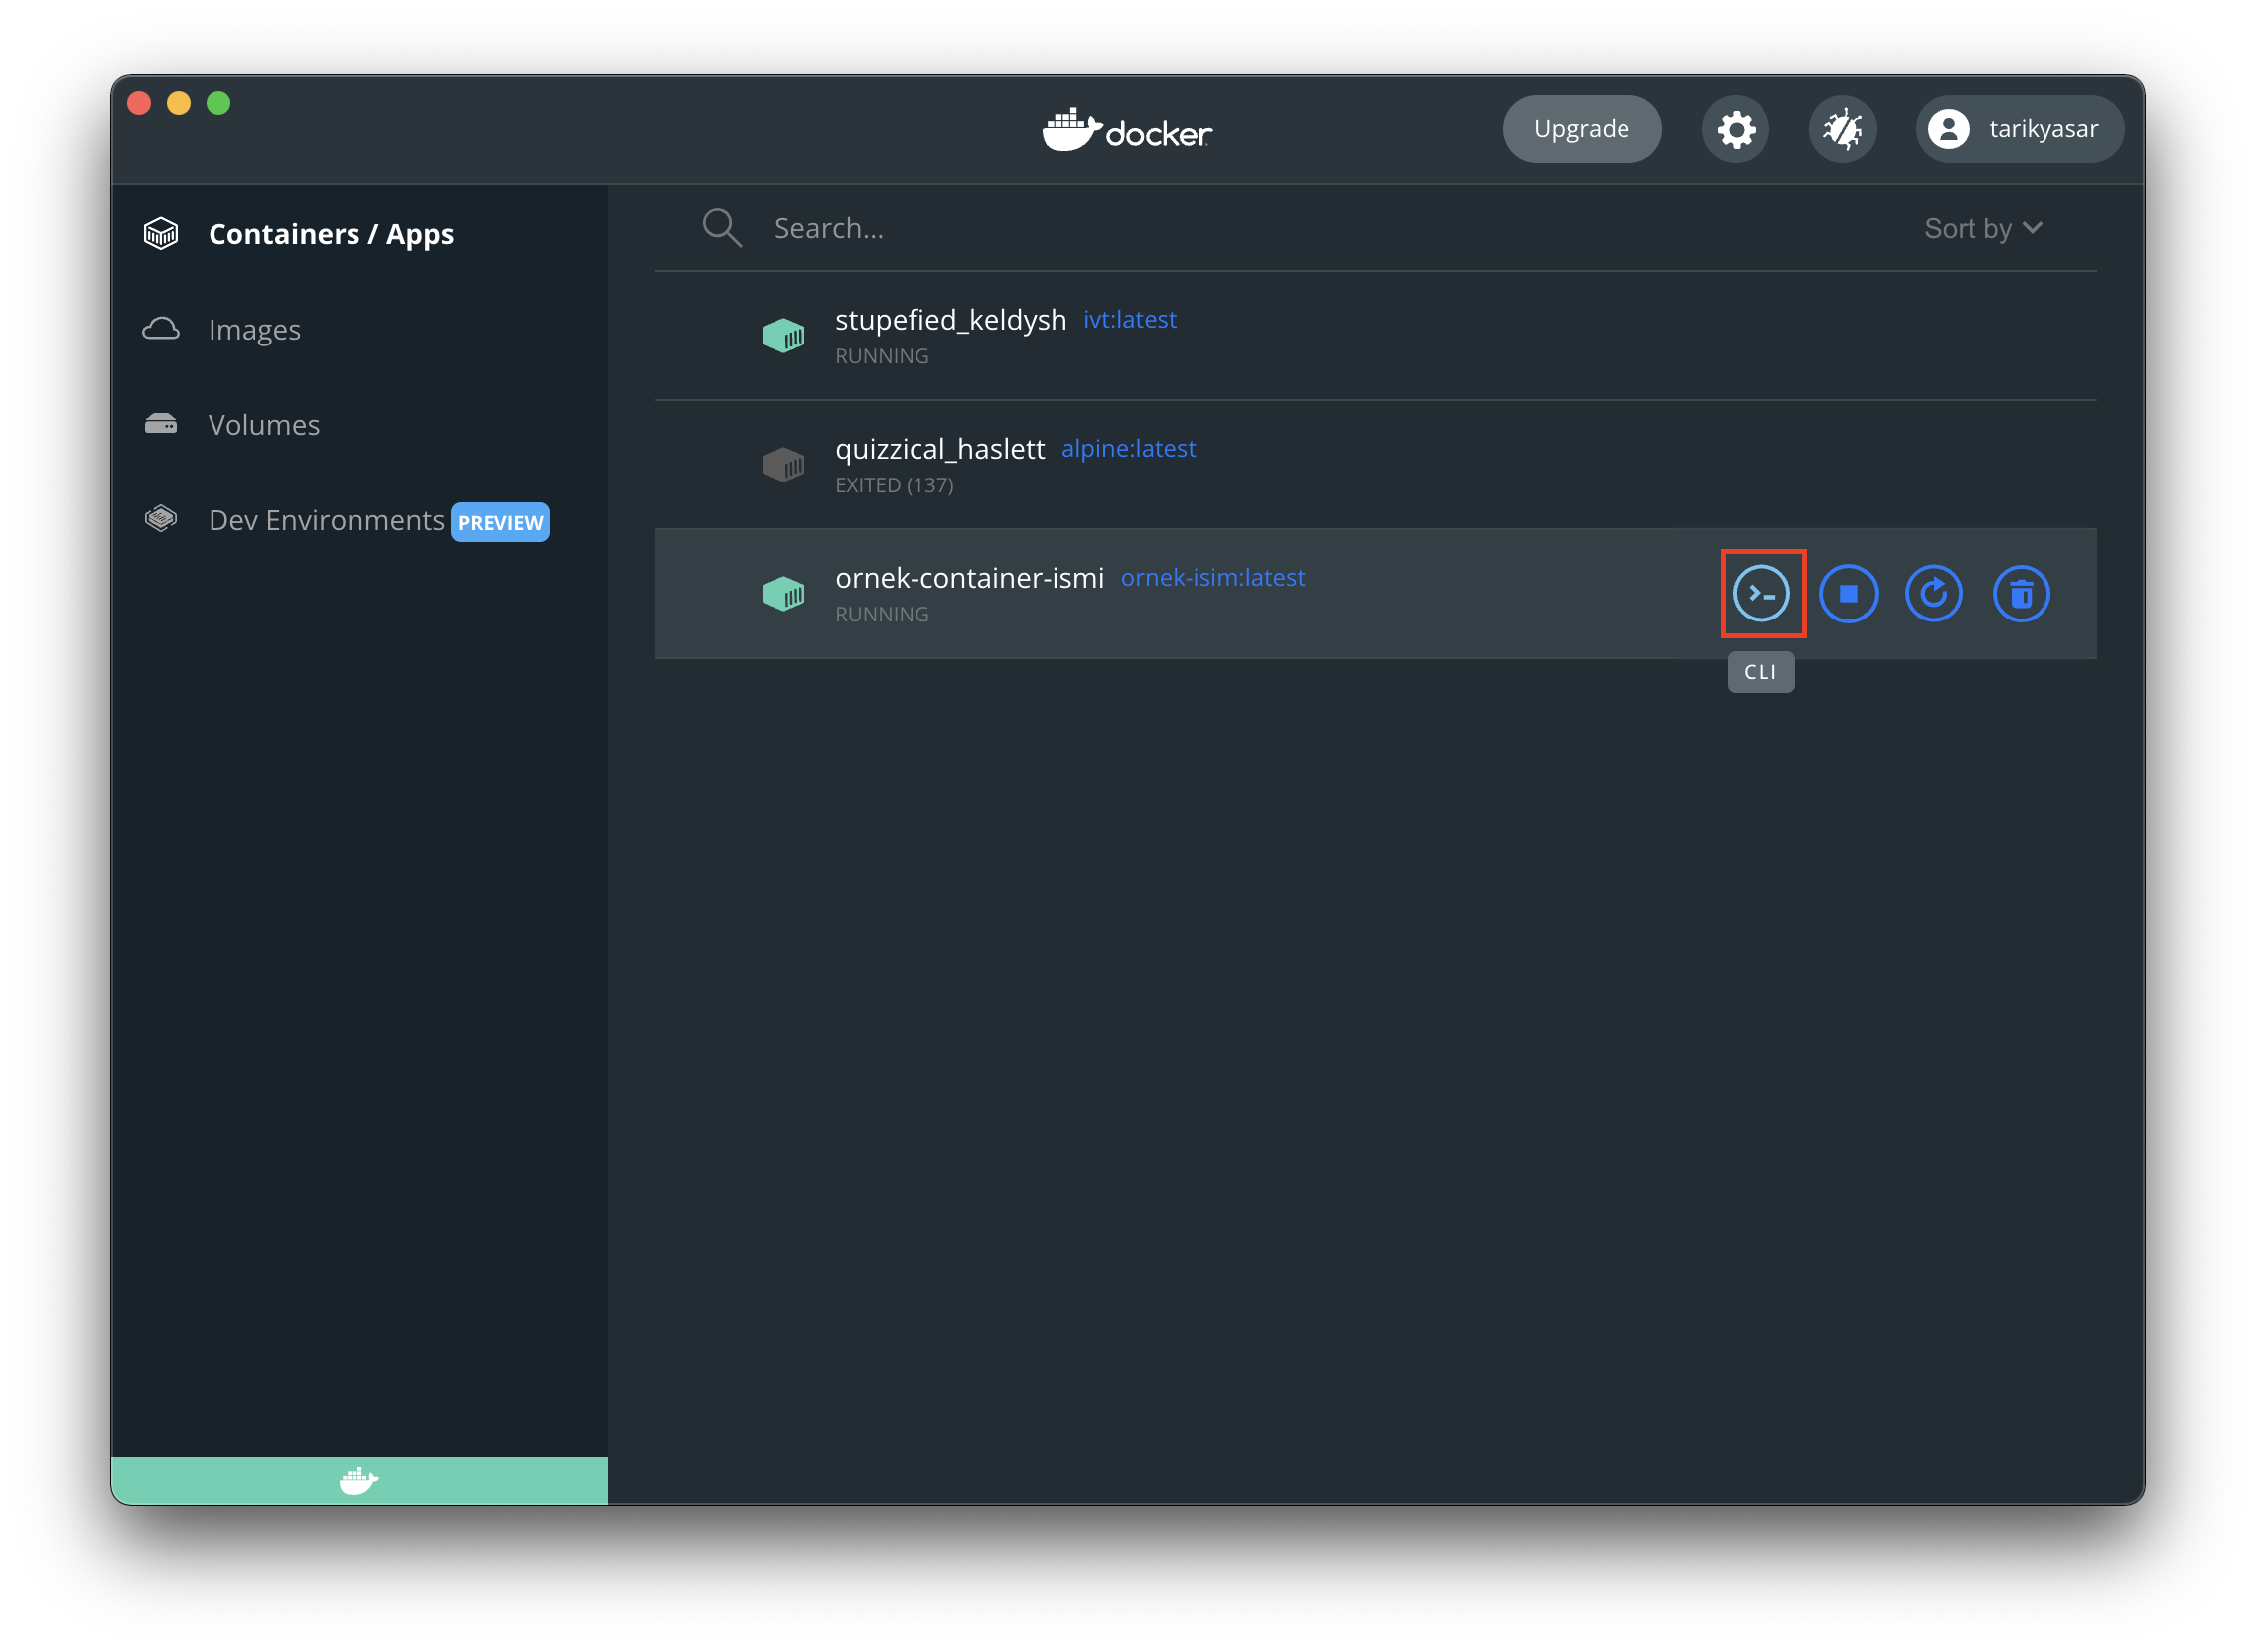 docker
Upgrade
tarikyasar
Containers / Apps
Images
Volumes
Dev Environments PREVIEW
Search...
Sort by
stupefied_keldysh ivt:latest
RUNNING
quizzical_haslett alpine:latest
EXITED (137)
ornek-container-ismi ornek-isim:latest
RUNNING
CLI